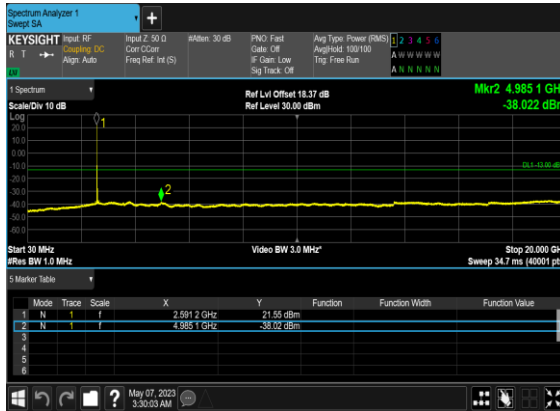 Spectrum Analyzer 1
Swept SA
+
KEYSIGHT Input: RF Input Z: 50 Ω #Atten: 30 dB PNO: Fast Avg Type: Power (RMS) 1 2 3 4 5 6
R T Coupling: DC Corr CCorr Gate: Off Avg|Hold: 100/100 A W W W W W
Align: Auto Freq Ref: Int (S) IF Gain: Low Trig: Free Run
Sig Track: Off A N N N N N
1 Spectrum Ref Lvl Offset 18.37 dB Mkr2 4.985 1 GHz
Scale/Div 10 dB Ref Level 30.00 dBm -38.022 dBm
Log
20.0
10.0
0.00
-10.0
-20.0
-30.0
-40.0
-50.0
-60.0
1
DL1 -13.00 dB
2
Start 30 MHz Video BW 3.0 MHz* Stop 20.000 GH
#Res BW 1.0 MHz Sweep 34.7 ms (40001 pts
5 Marker Table
Mode Trace Scale X Y Function Function Width Function Value
1 N 1 f 2.591 2 GHz 21.55 dBm
2 N 1 f 4.985 1 GHz -38.02 dBm
3
4
5
6
? May 07, 2023
3:30:03 AM